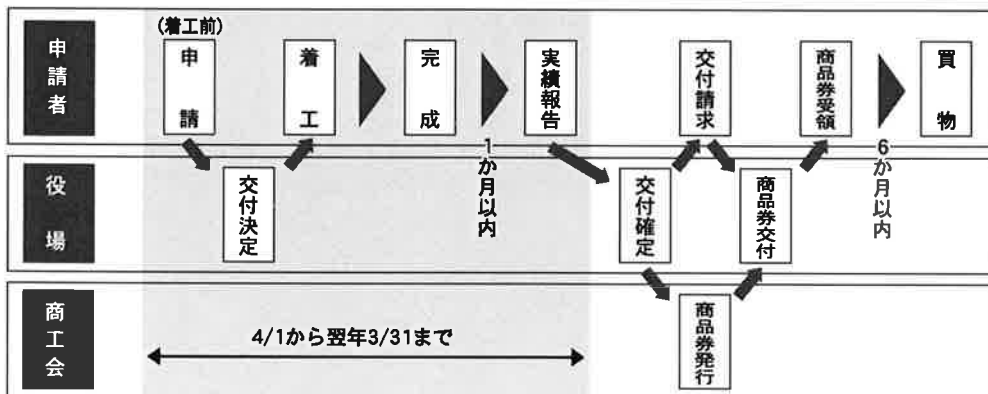 申請者
(着工前)
申請
着工
完成
1か月以内
実績報告
交付請求
商品券受領
6か月以内
買物
役場
交付決定
交付確定
商品券交付
商工会
4/1から翌年3/31まで
商品券発行